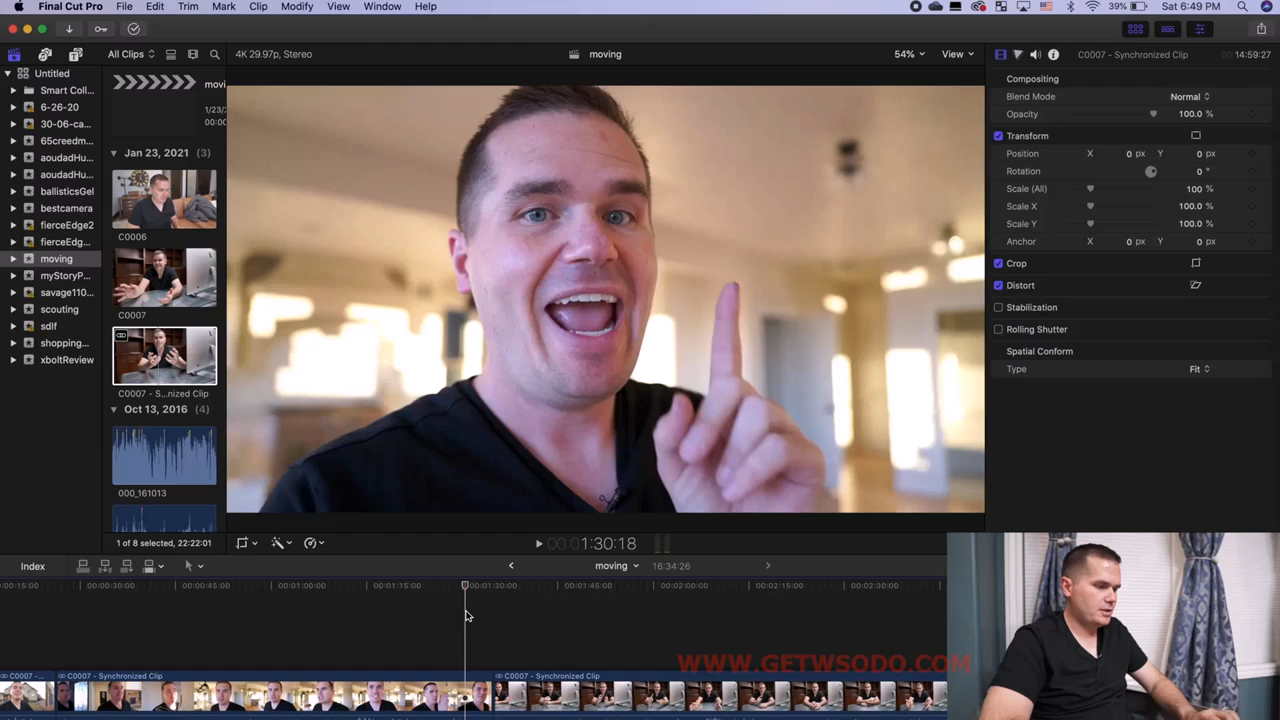 Final Cut Pro File Edit Trim Mark Clip Modify View Window Help 39% Sat 6:49 PM
All Clips 4K 29.97p, Stereo moving 54% View C0007 - Synchronized Clip 14:59:27
Untitled
Smart Coll...
6-26-20
30-06-ca...
65creedm...
aoudadHu...
aoudadHu...
ballisticsGel
bestcamera
fierceEdge2
fierceEdg...
moving
myStoryP...
savage110...
scouting
sdlf
shopping...
xboltReview
movi
1/23/2
00:00
Jan 23, 2021 (3)
C0006
C0007
C0007 - S...nized Clip
Oct 13, 2016 (4)
000_161013
1 of 8 selected, 22:22:01
00:00:01:30:18
Compositing
Blend Mode Normal
Opacity 100.0 %
Transform
Position X 0 px Y 0 px
Rotation 0 °
Scale (All) 100 %
Scale X 100.0 %
Scale Y 100.0 %
Anchor X 0 px Y 0 px
Crop
Distort
Stabilization
Rolling Shutter
Spatial Conform
Type Fit
Index moving 16:34:26
0:00:15:00 00:00:30:00 00:00:45:00 00:01:00:00 00:01:15:00 00:01:30:00 00:01:45:00 00:02:00:00 00:02:15:00 00:02:30:00
WWW.GETWSODO.COM
C0007 -... C0007 - Synchronized Clip C0007 - Synchronized Clip